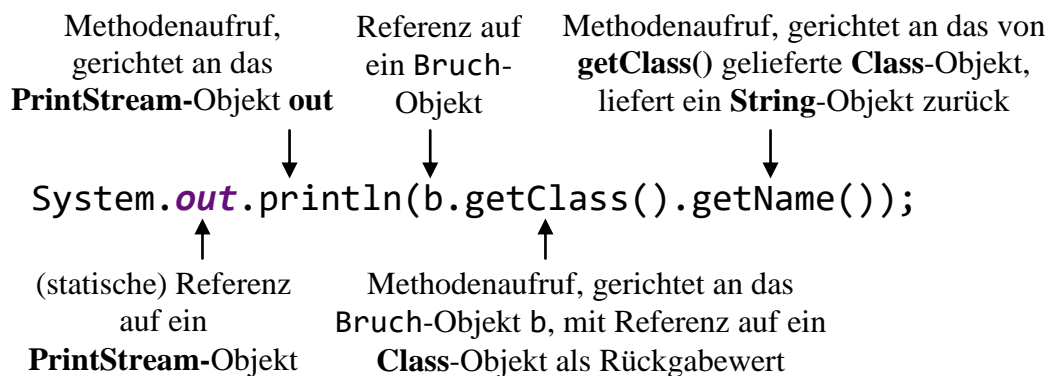 Methodenaufruf,
gerichtet an das
PrintStream-Objekt out
Referenz auf
ein Bruch-
Objekt
Methodenaufruf, gerichtet an das von
getClass() gelieferte Class-Objekt,
liefert ein String-Objekt zurück
System.out.println(b.getClass().getName());
(statische) Referenz
auf ein
PrintStream-Objekt
Methodenaufruf, gerichtet an das
Bruch-Objekt b, mit Referenz auf ein
Class-Objekt als Rückgabewert